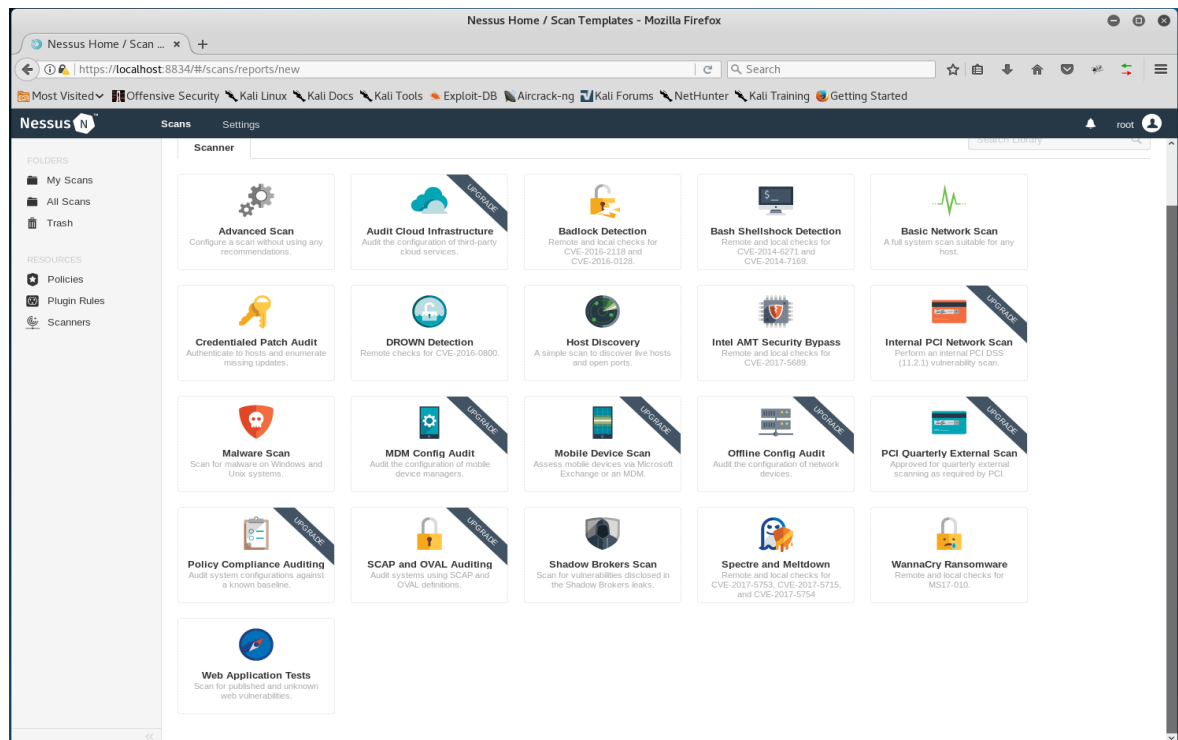 Nessus Home / Scan Templates - Mozilla Firefox
Nessus Home / Scan ...
https://localhost:8834/#/scans/reports/new
Search
Most Visited
Offensive Security
Kali Linux
Kali Docs
Kali Tools
Exploit-DB
Aircrack-ng
Kali Forums
NetHunter
Kali Training
Getting Started
Nessus N
Scans
Settings
root
FOLDERS
My Scans
All Scans
Trash
RESOURCES
Policies
Plugin Rules
Scanners
Scanner
Search Library
Advanced Scan
Configure a scan without using any
recommendations.
UPGRADE
Audit Cloud Infrastructure
Audit the configuration of third-party
cloud services.
Badlock Detection
Remote and local checks for
CVE-2016-2118 and
CVE-2016-0128.
$_
Bash Shellshock Detection
Remote and local checks for
CVE-2014-6271 and
CVE-2014-7169.
Basic Network Scan
A full system scan suitable for any
host.
Credentialed Patch Audit
Authenticate to hosts and enumerate
missing updates.
DROWN Detection
Remote checks for CVE-2016-0800.
Host Discovery
A simple scan to discover live hosts
and open ports.
Intel AMT Security Bypass
Remote and local checks for
CVE-2017-5689.
UPGRADE
Internal PCI Network Scan
Perform an internal PCI DSS
(11.2.1) vulnerability scan.
Malware Scan
Scan for malware on Windows and
Unix systems.
UPGRADE
MDM Config Audit
Audit the configuration of mobile
device managers.
UPGRADE
Mobile Device Scan
Assess mobile devices via Microsoft
Exchange or an MDM.
UPGRADE
Offline Config Audit
Audit the configuration of network
devices.
UPGRADE
PCI Quarterly External Scan
Approved for quarterly external
scanning as required by PCI.
UPGRADE
Policy Compliance Auditing
Audit system configurations against
a known baseline.
UPGRADE
SCAP and OVAL Auditing
Audit systems using SCAP and
OVAL definitions.
Shadow Brokers Scan
Scan for vulnerabilities disclosed in
the Shadow Brokers leaks.
Spectre and Meltdown
Remote and local checks for
CVE-2017-5753, CVE-2017-5715,
and CVE-2017-5754
WannaCry Ransomware
Remote and local checks for
MS17-010.
Web Application Tests
Scan for published and unknown
web vulnerabilities.